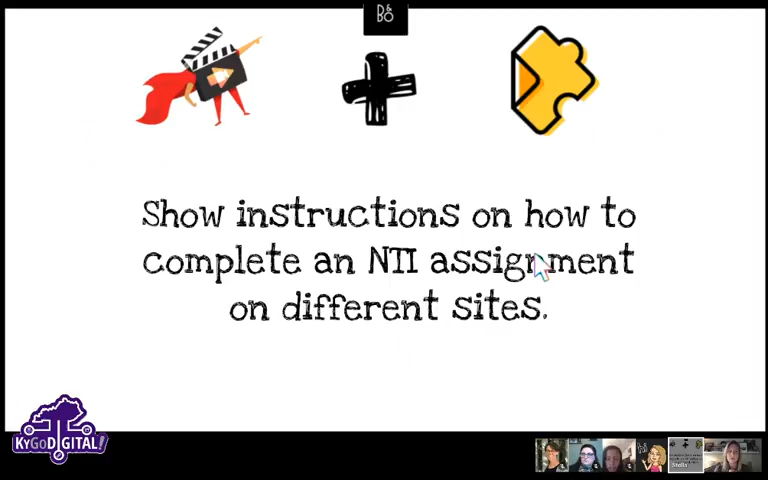 B&O
Show instructions on how to
complete an NTI assignment
on different sites.
KYGODIGITAL!